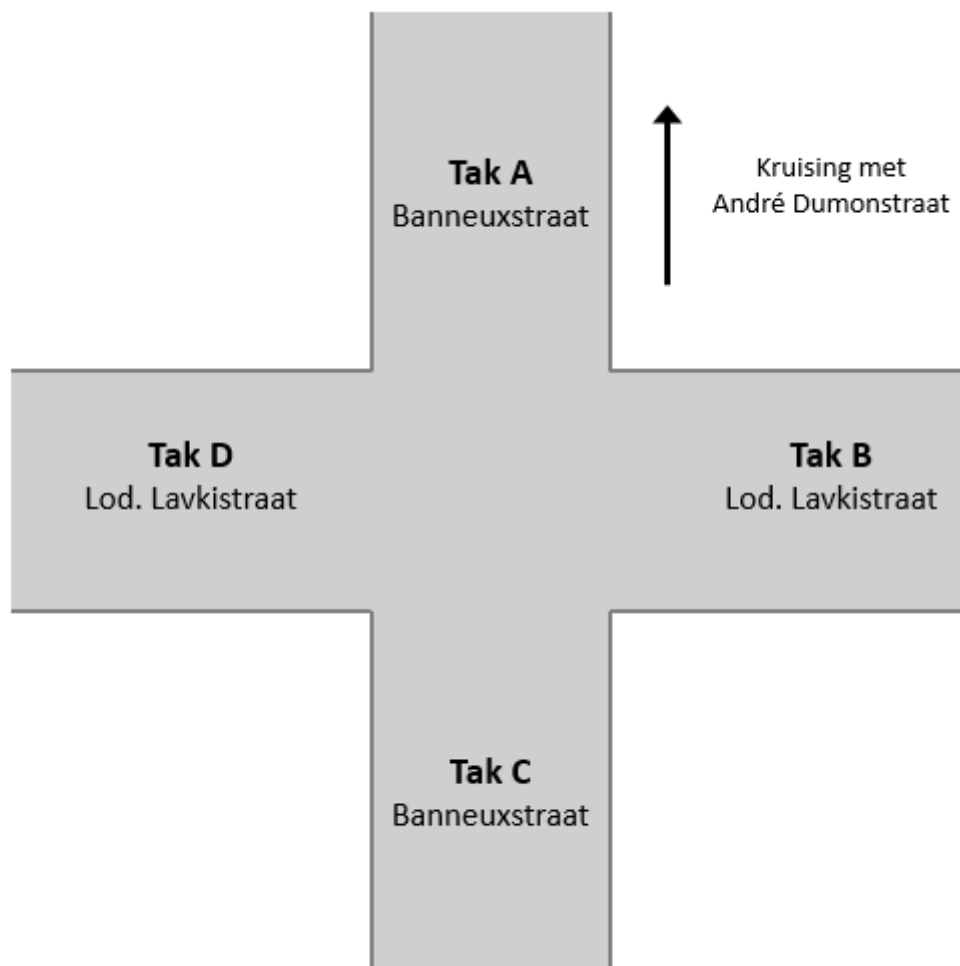 Tak A
Banneuxstraat
Kruising met
André Dumonstraat
Tak D
Lod. Lavkistraat
Tak B
Lod. Lavkistraat
Tak C
Banneuxstraat